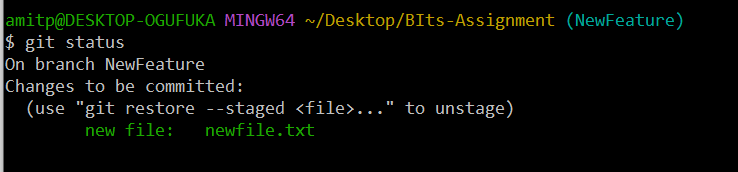 amitp@DESKTOP-OGUFUKA MINGW64 ~/Desktop/BIts-Assignment (NewFeature)
$ git status
On branch NewFeature
Changes to be committed:
  (use "git restore --staged <file>..." to unstage)
        new file:   newfile.txt